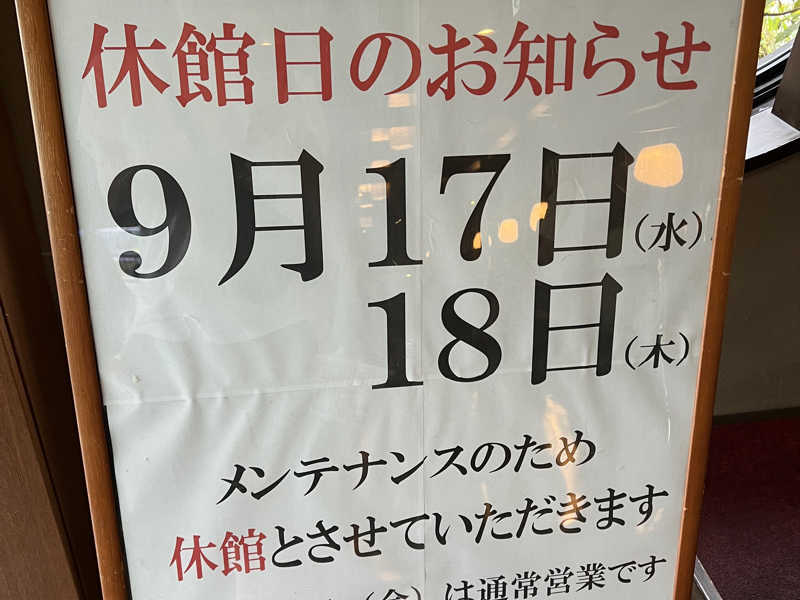 休館日のお知らせ
9月17日(水)
18日(木)
メンテナンスのため
休館とさせていただきます
(金)は通常営業です